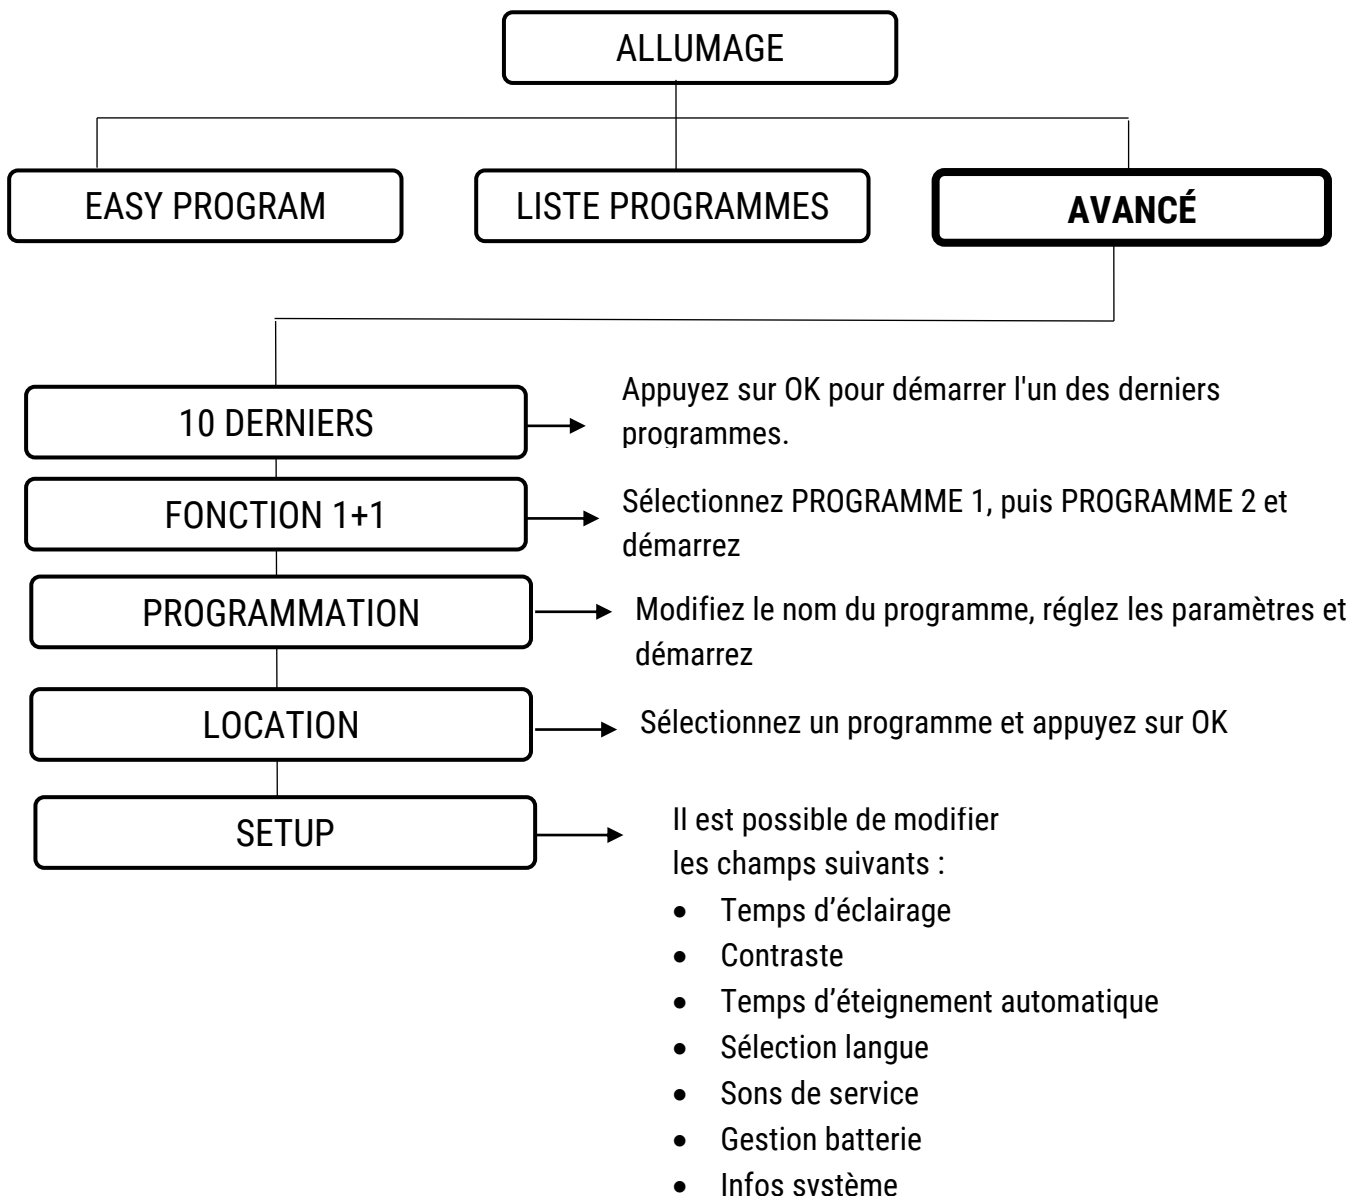 ALLUMAGE
EASY PROGRAM
LISTE PROGRAMMES
AVANCÉ
10 DERNIERS
Appuyez sur OK pour démarrer l'un des derniers
programmes.
FONCTION 1+1
Sélectionnez PROGRAMME 1, puis PROGRAMME 2 et
démarrez
PROGRAMMATION
Modifiez le nom du programme, réglez les paramètres et
démarrez
LOCATION
Sélectionnez un programme et appuyez sur OK
SETUP
Il est possible de modifier
les champs suivants :
• Temps d’éclairage
• Contraste
• Temps d’éteignement automatique
• Sélection langue
• Sons de service
• Gestion batterie
• Infos système